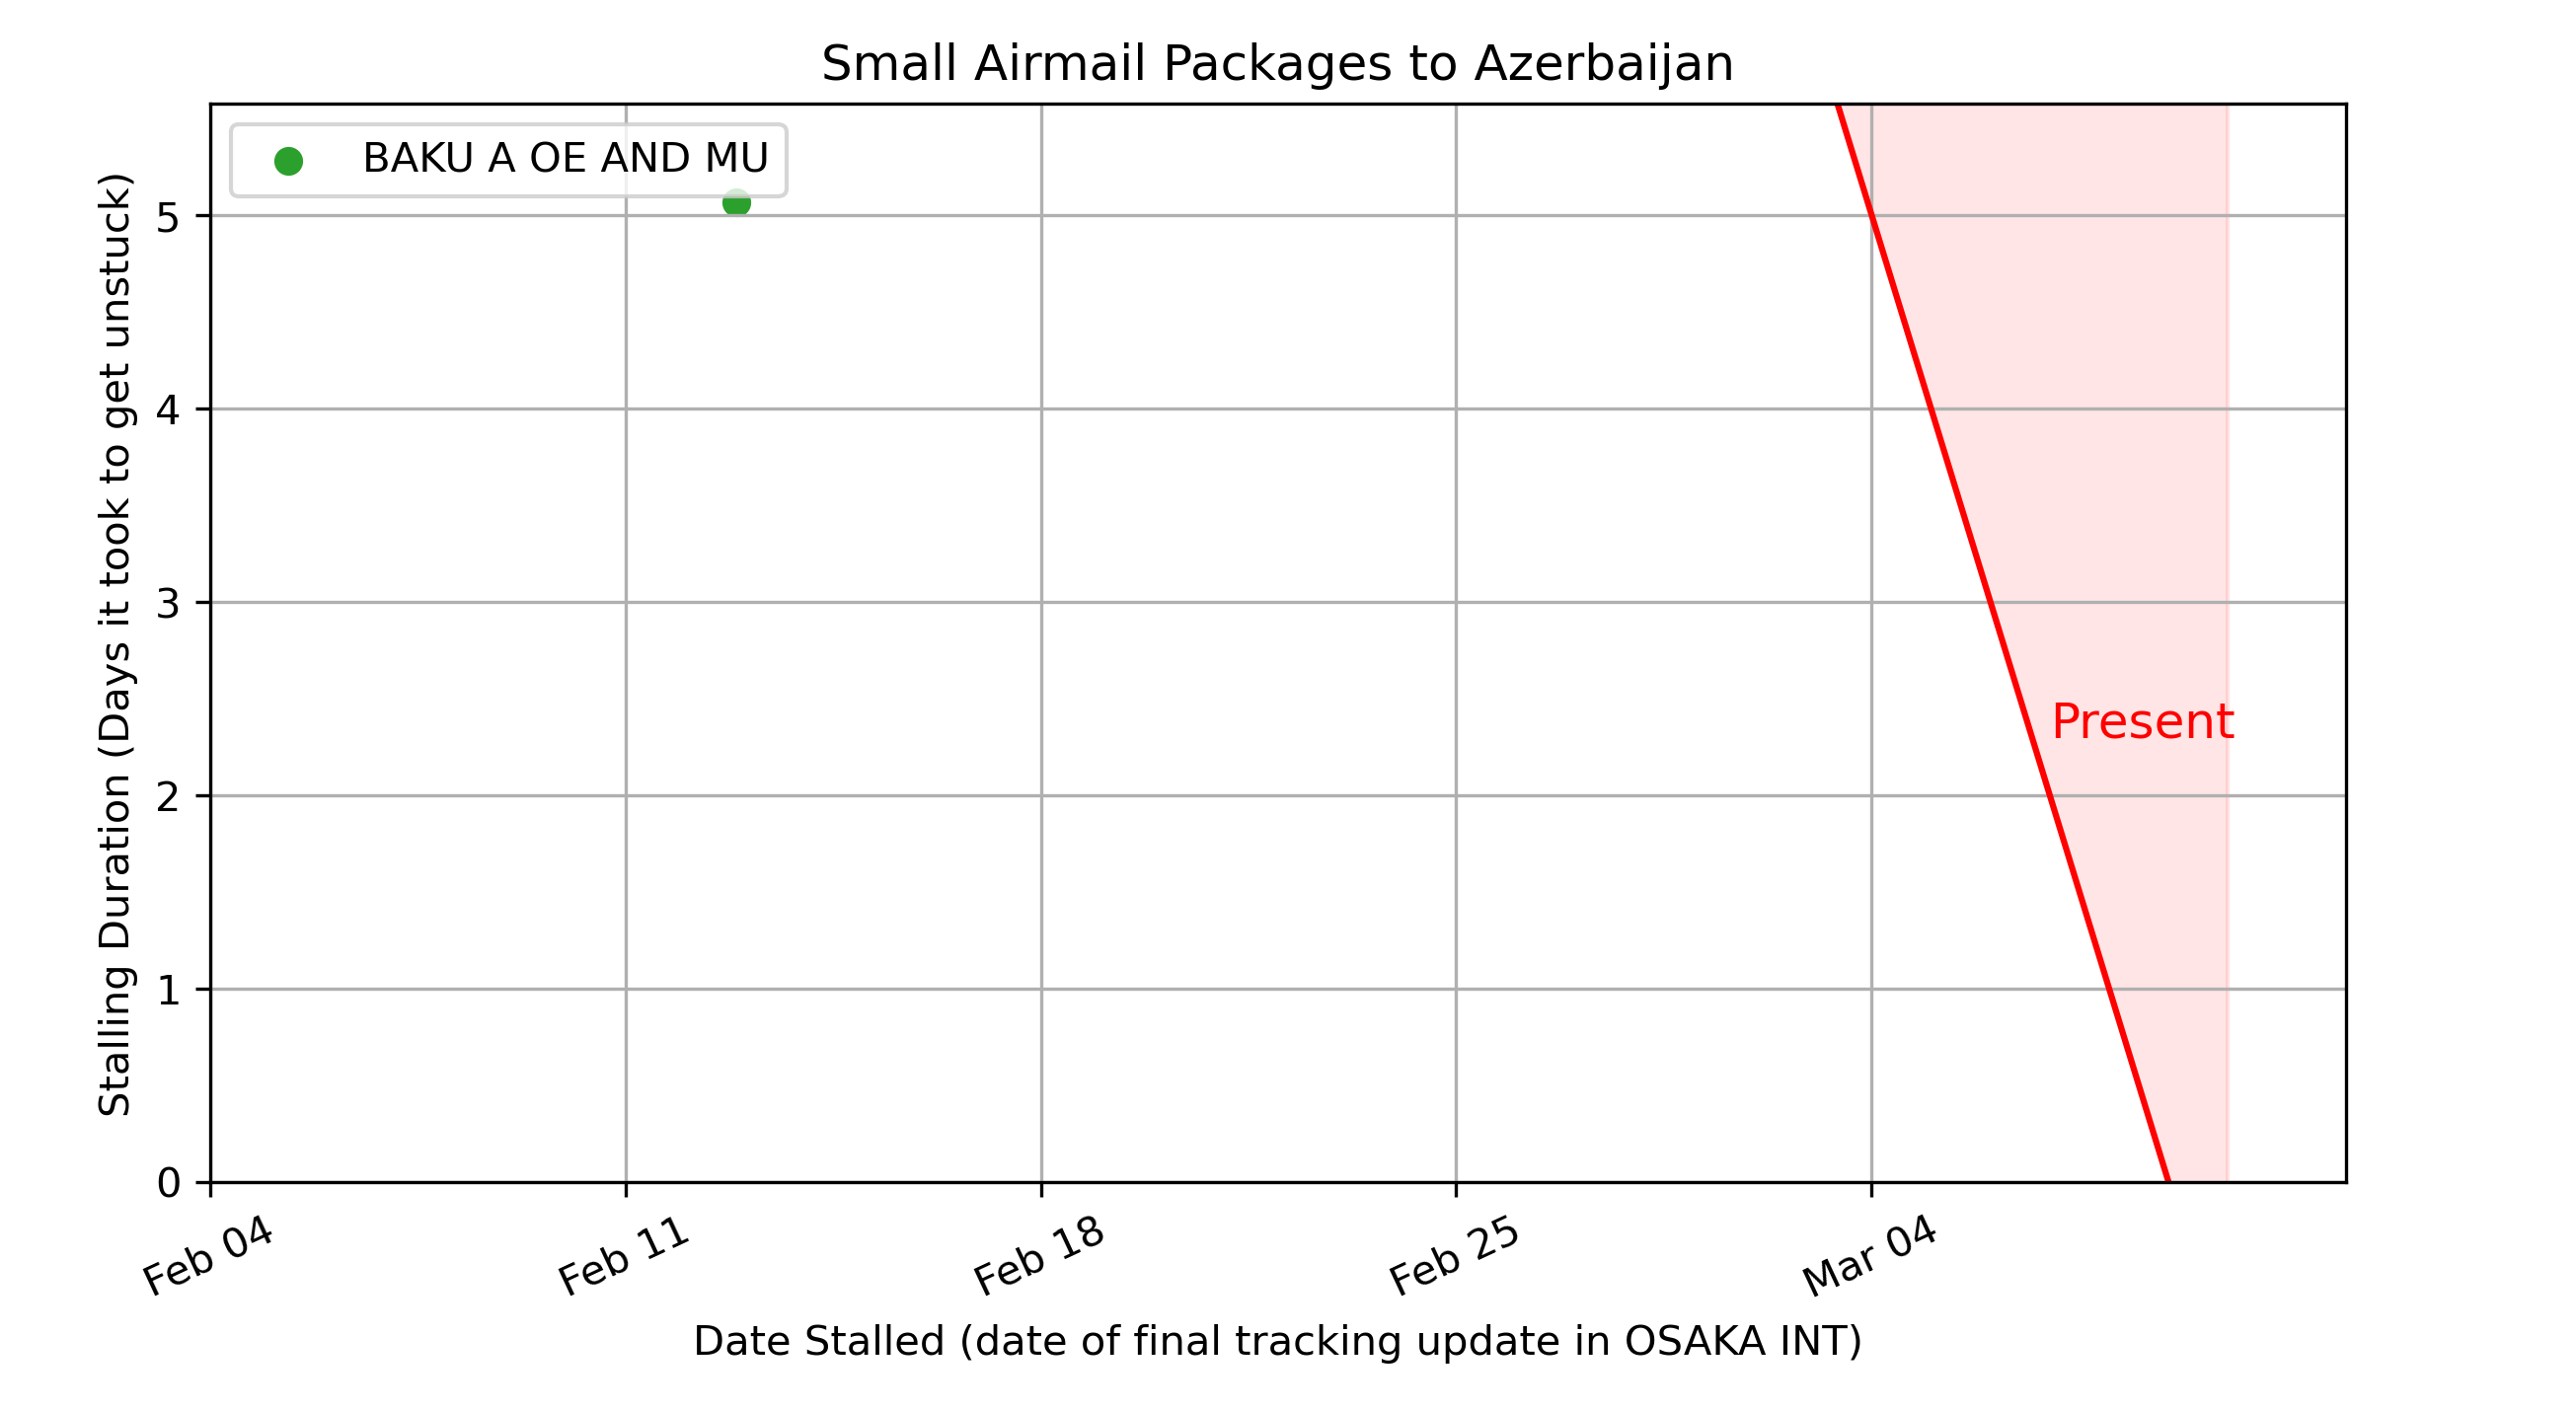 Small Airmail Packages to Azerbaijan
BAKU A OE AND MU
Stalling Duration (Days it took to get unstuck)
5
4
3
2
1
0
Present
Feb 04
Feb 11
Feb 18
Feb 25
Mar 04
Date Stalled (date of final tracking update in OSAKA INT)